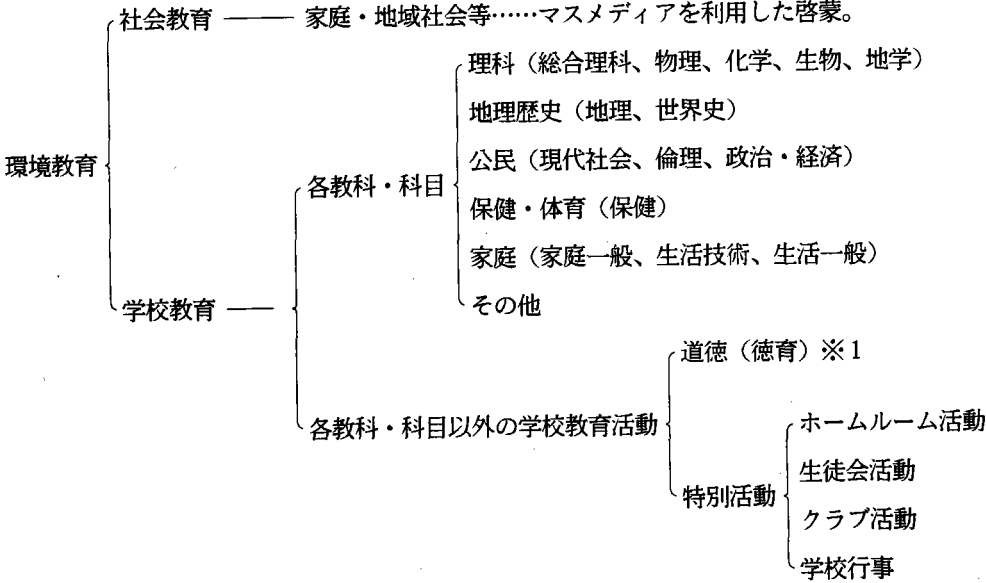 社会教育 ―― 家庭・地域社会等……マスメディアを利用した啓蒙。
理科（総合理科、物理、化学、生物、地学）
地理歴史（地理、世界史）
公民（現代社会、倫理、政治・経済）
環境教育
各教科・科目
保健・体育（保健）
家庭（家庭一般、生活技術、生活一般）
学校教育 ――
その他
道徳（徳育）※1
各教科・科目以外の学校教育活動
ホームルーム活動
生徒会活動
特別活動
クラブ活動
学校行事